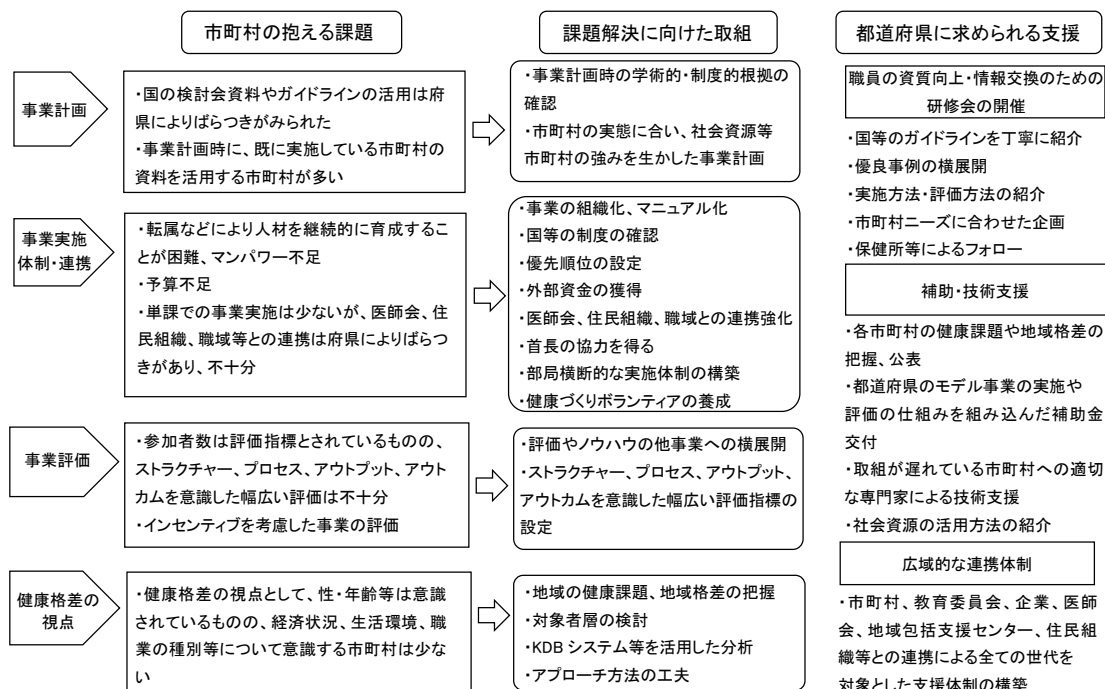 市町村の抱える課題
課題解決に向けた取組
都道府県に求められる支援
事業計画
・国の検討会資料やガイドラインの活用は府
県によりばらつきがみられた
・事業計画時に、既に実施している市町村の
資料を活用する市町村が多い
・事業計画時の学術的・制度的根拠の
確認
・市町村の実態に合い、社会資源等
市町村の強みを生かした事業計画
事業実施
体制・連携
・転属などにより人材を継続的に育成するこ
とが困難、マンパワー不足
・予算不足
・単課での事業実施は少ないが、医師会、住
民組織、職域等との連携は府県によりばらつ
きがあり、不十分
・事業の組織化、マニュアル化
・国等の制度の確認
・優先順位の設定
・外部資金の獲得
・医師会、住民組織、職域との連携強化
・首長の協力を得る
・部局横断的な実施体制の構築
・健康づくりボランティアの養成
事業評価
・参加者数は評価指標とされているものの、
ストラクチャー、プロセス、アウトプット、アウト
カムを意識した幅広い評価は不十分
・インセンティブを考慮した事業の評価
・評価やノウハウの他事業への横展開
・ストラクチャー、プロセス、アウトプット、
アウトカムを意識した幅広い評価指標の
設定
健康格差の
視点
・健康格差の視点として、性・年齢等は意識
されているものの、経済状況、生活環境、職
業の種別等について意識する市町村は少な
い
・地域の健康課題、地域格差の把握
・対象者層の検討
・KDB システム等を活用した分析
・アプローチ方法の工夫
職員の資質向上・情報交換のための
研修会の開催
・国等のガイドラインを丁寧に紹介
・優良事例の横展開
・実施方法・評価方法の紹介
・市町村ニーズに合わせた企画
・保健所等によるフォロー
補助・技術支援
・各市町村の健康課題や地域格差の
把握、公表
・都道府県のモデル事業の実施や
評価の仕組みを組み込んだ補助金
交付
・取組が遅れている市町村への適切
な専門家による技術支援
・社会資源の活用方法の紹介
広域的な連携体制
・市町村、教育委員会、企業、医師
会、地域包括支援センター、住民組
織等との連携による全ての世代を
対象とした支援体制の構築